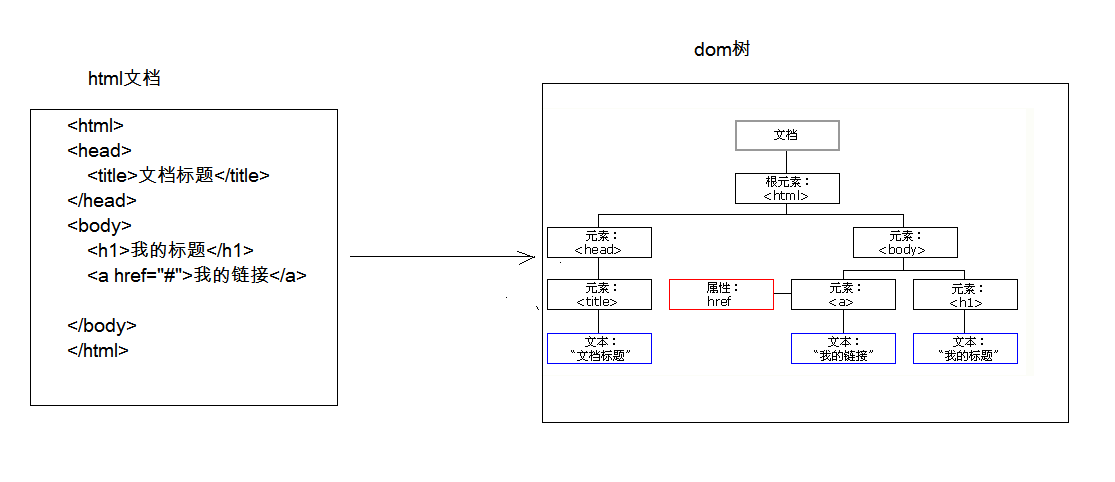 html文档
<html>
<head>
<title>文档标题</title>
</head>
<body>
<h1>我的标题</h1>
<a href="#">我的链接</a>
</body>
</html>
dom树
文档
根元素：
<html>
元素：
<head>
元素：
<body>
元素：
<title>
属性：
href
元素：
<a>
元素：
<h1>
文本：
“文档标题”
文本：
“我的链接”
文本：
“我的标题”